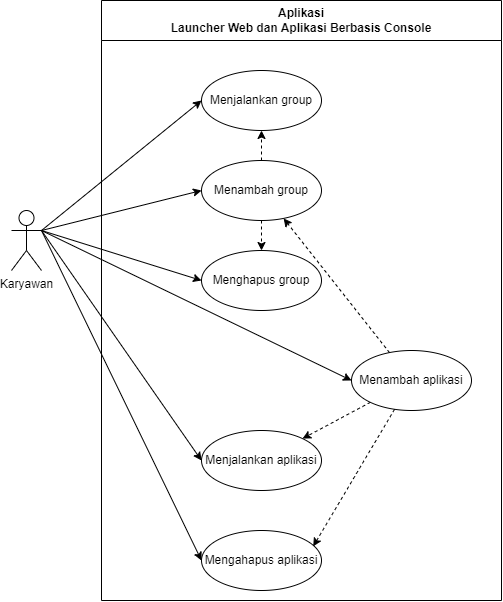 Aplikasi
Launcher Web dan Aplikasi Berbasis Console
Menjalankan group
Menambah group
Karyawan
Menghapus group
Menambah aplikasi
Menjalankan aplikasi
Mengahapus aplikasi